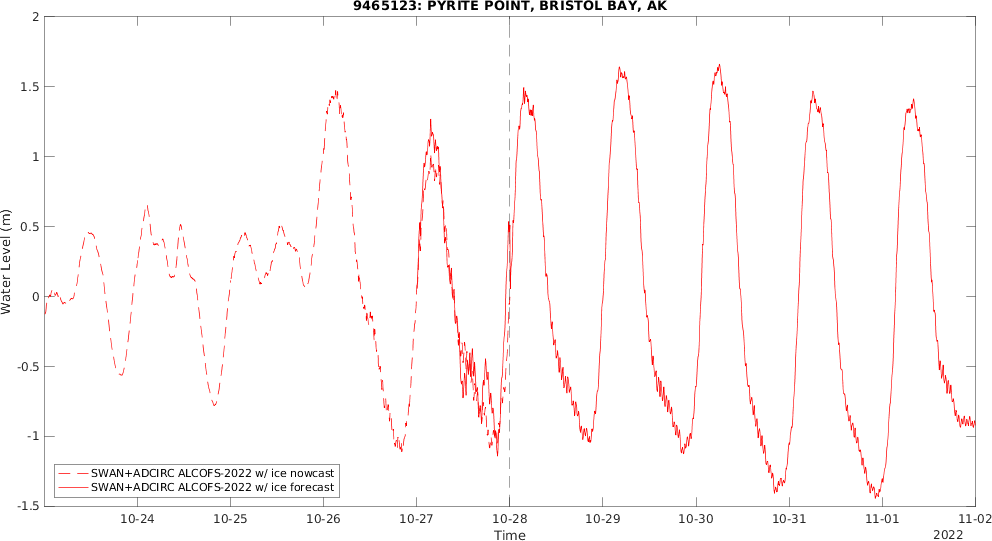 9465123: PYRITE POINT, BRISTOL BAY, AK
2
1.5
1
0.5
0
-0.5
-1
-1.5
Water Level (m)
SWAN+ADCIRC ALCOFS-2022 w/ ice nowcast
SWAN+ADCIRC ALCOFS-2022 w/ ice forecast
10-24 10-25 10-26 10-27 10-28 10-29 10-30 10-31 11-01 11-02
Time
2022